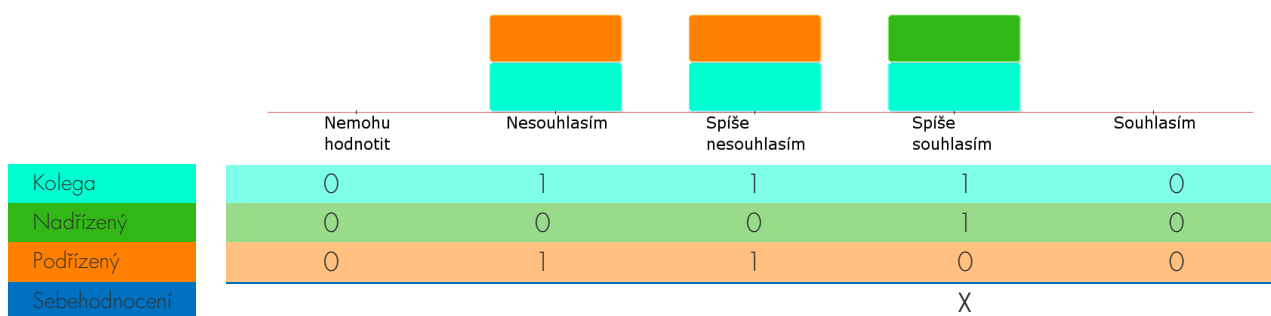 Nemohu hodnotit
Nesouhlasím
Spíše nesouhlasím
Spíše souhlasím
Souhlasím
Kolega 0 1 1 1 0
Nadřízený 0 0 0 1 0
Podřízený 0 1 1 0 0
Sebehodnocení X